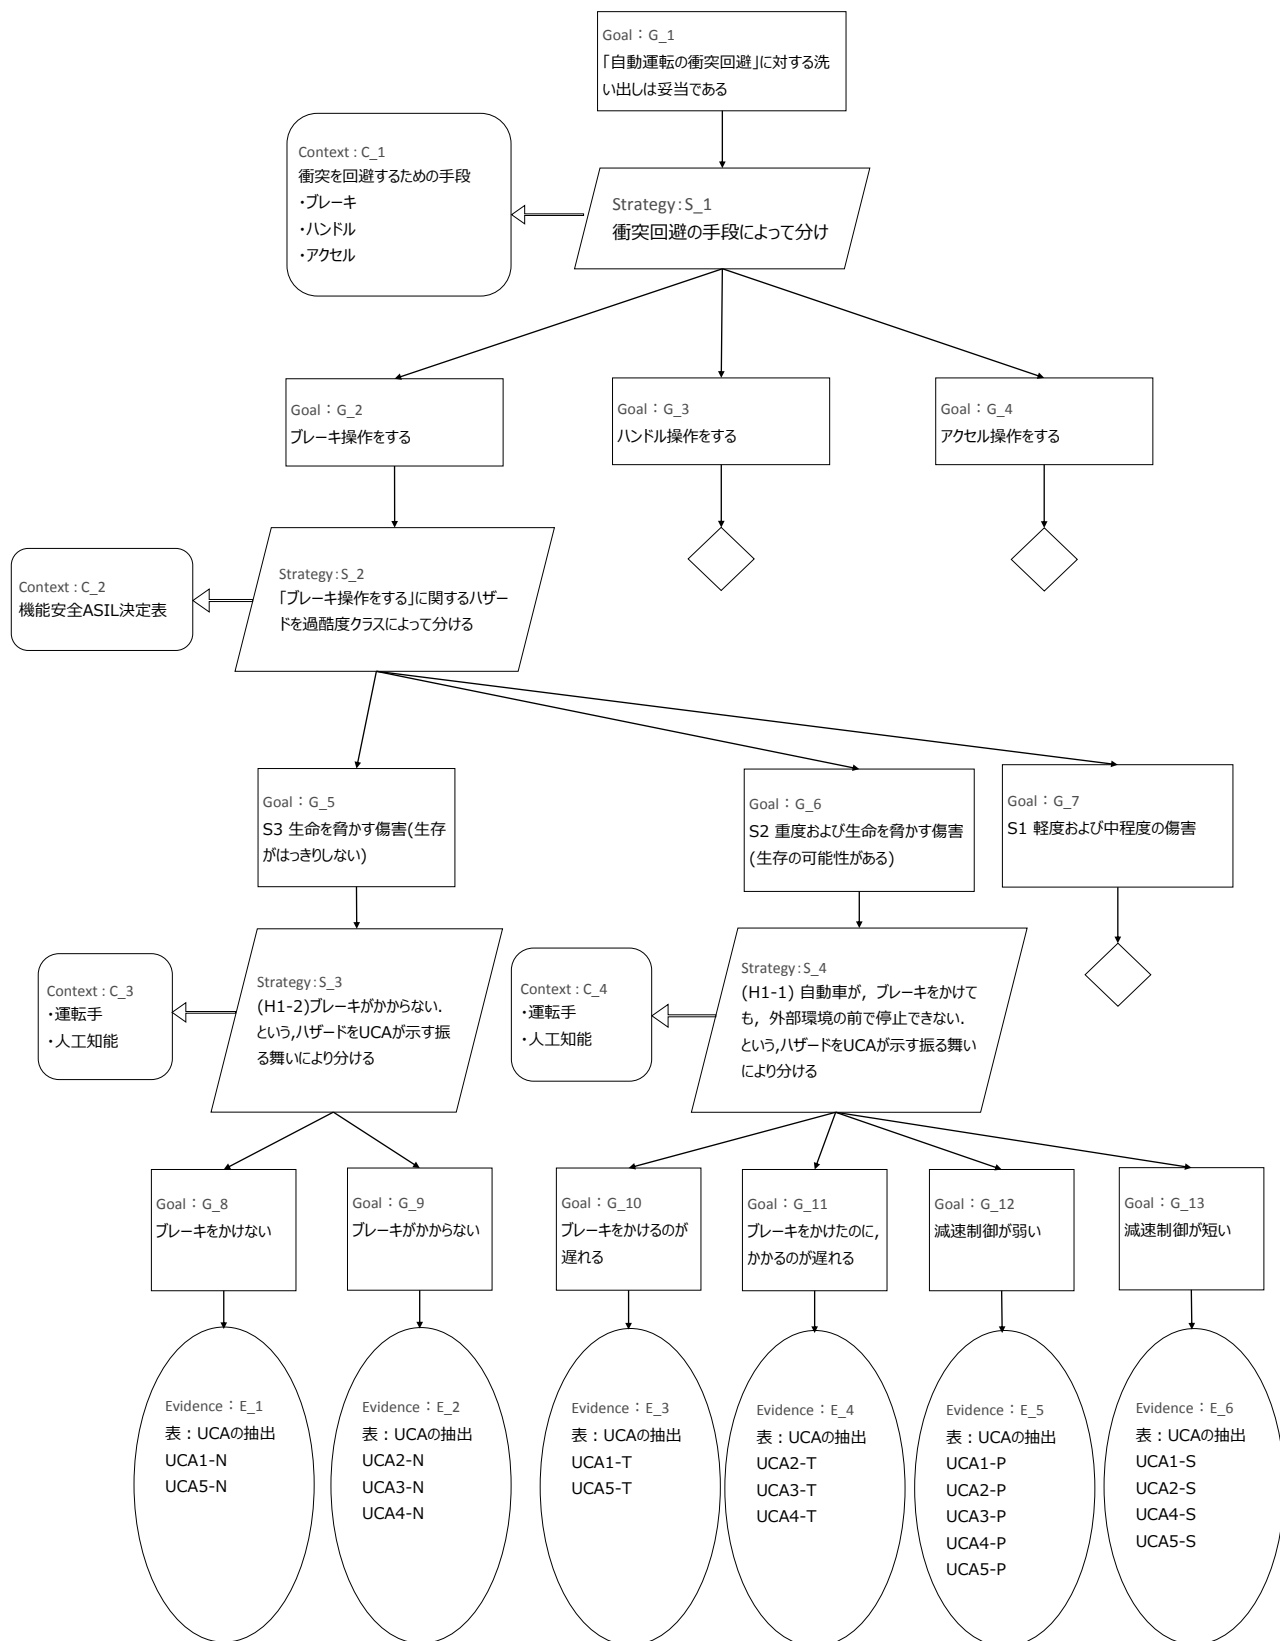 Goal：G_1
「自動運転の衝突回避」に対する洗
い出しは妥当である
Context : C_1
衝突を回避するための手段
・ブレーキ
・ハンドル
・アクセル
Strategy：S_1
衝突回避の手段によって分け
Goal：G_2
ブレーキ操作をする
Goal：G_3
ハンドル操作をする
Goal：G_4
アクセル操作をする
Context : C_2
機能安全ASIL決定表
Strategy：S_2
「ブレーキ操作をする」に関するハザー
ドを過酷度クラスによって分ける
Goal：G_5
S3 生命を脅かす傷害(生存
がはっきりしない)
Goal：G_6
S2 重度および生命を脅かす傷害
(生存の可能性がある)
Goal：G_7
S1 軽度および中程度の傷害
Context : C_3
・運転手
・人工知能
Strategy：S_3
(H1-2)ブレーキがかからない．
という,ハザードをUCAが示す振
る舞いにより分ける
Context : C_4
・運転手
・人工知能
Strategy：S_4
(H1-1) 自動車が，ブレーキをかけて
も，外部環境の前で停止できない．
という,ハザードをUCAが示す振る舞い
により分ける
Goal：G_8
ブレーキをかけない
Goal：G_9
ブレーキがかからない
Goal：G_10
ブレーキをかけるのが
遅れる
Goal：G_11
ブレーキをかけたのに，
かかるのが遅れる
Goal：G_12
減速制御が弱い
Goal：G_13
減速制御が短い
Evidence：E_1
表：UCAの抽出
UCA1-N
UCA5-N
Evidence：E_2
表：UCAの抽出
UCA2-N
UCA3-N
UCA4-N
Evidence：E_3
表：UCAの抽出
UCA1-T
UCA5-T
Evidence：E_4
表：UCAの抽出
UCA2-T
UCA3-T
UCA4-T
Evidence：E_5
表：UCAの抽出
UCA1-P
UCA2-P
UCA3-P
UCA4-P
UCA5-P
Evidence：E_6
表：UCAの抽出
UCA1-S
UCA2-S
UCA4-S
UCA5-S